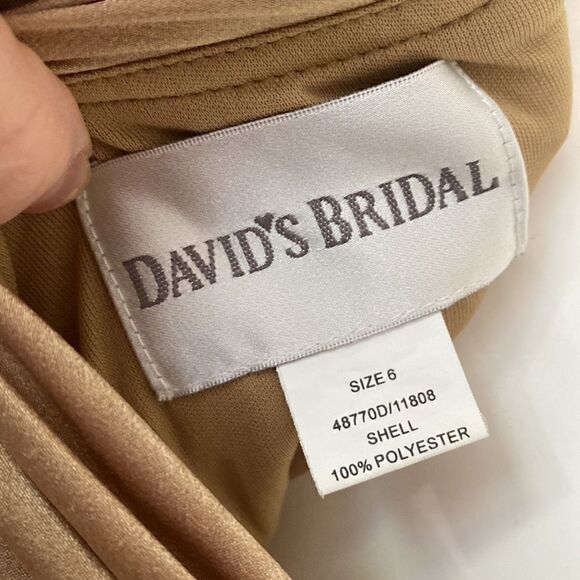 DAVID'S BRIDAL
SIZE 6
48770D/11808
SHELL
100% POLYESTER